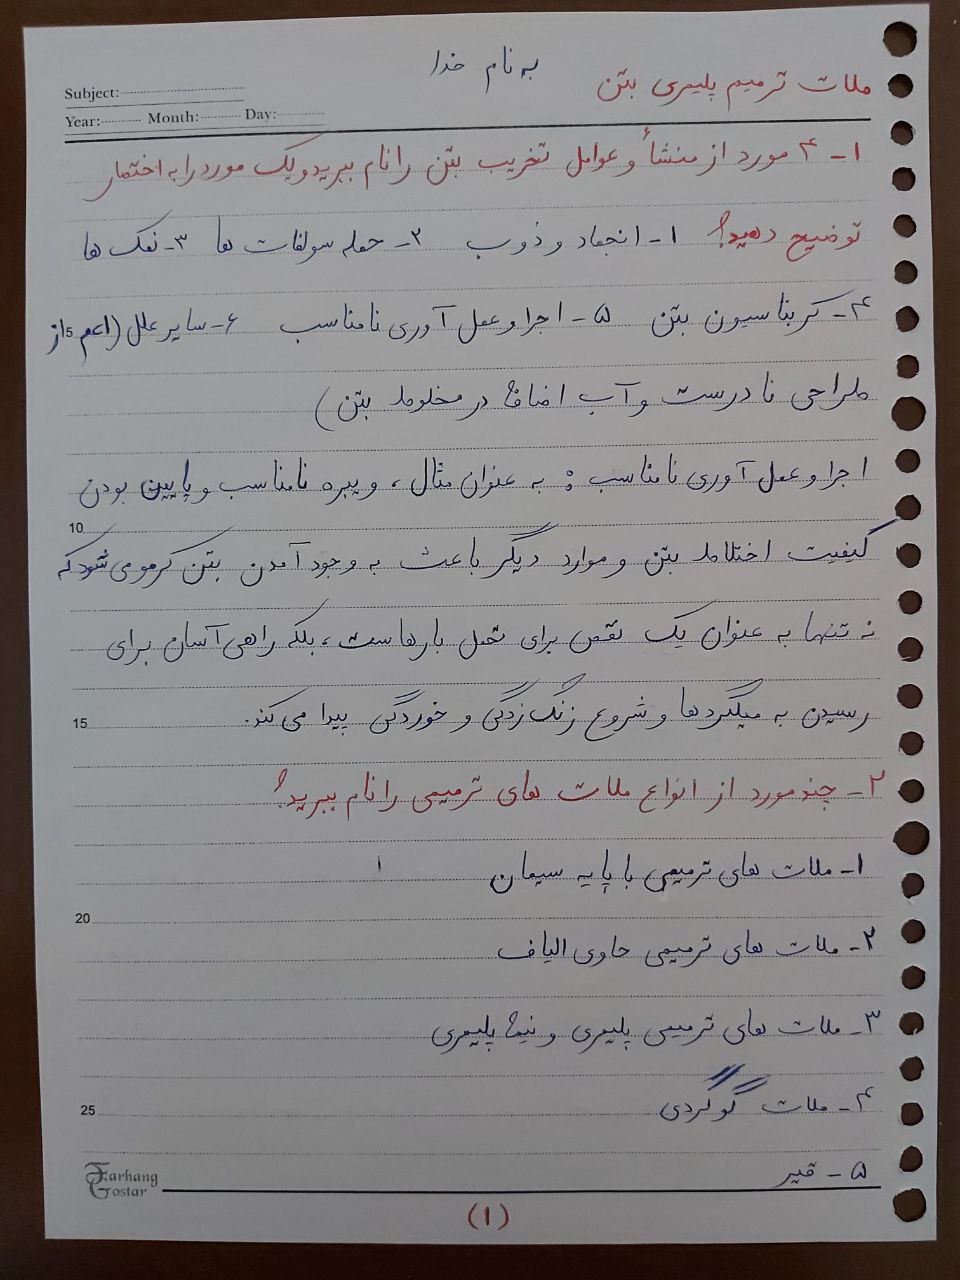 به نام خدا
ملات ترمیم پلیمری بتن
Subject:
Year: Month: Day:
۱- ۴ مورد از منشأ و عوامل تخریب بتن را نام ببرید و یک مورد را به اختصار
توضیح دهید؟ ۱- انجماد و ذوب ۲- حمله سولفات ها ۳- نمک ها
۴- کربناسیون بتن ۵- اجرا و عمل آوری نامناسب ۶- سایر علل (اعم از
5
طراحی نادرست و آب اضافه در مخلوط بتن)
اجرا و عمل آوری نامناسب : به عنوان مثال ، ویبره نامناسب و پایین بودن
10
کیفیت اختلاط بتن و موارد دیگر باعث به وجود آمدن بتن کرمو می شود که
نه تنها به عنوان یک نقص برای تحمل بارهاست ، بلکه راهی آسان برای
رسیدن به میلگردها و شروع زنگ زدگی و خوردگی پیدا می کند.
15
۲- چند مورد از انواع ملات های ترمیمی را نام ببرید؟
۱- ملات های ترمیمی با پایه سیمان
20
۲- ملات های ترمیمی حاوی الیاف
۳- ملات های ترمیمی پلیمری و نیمه پلیمری
۴- ملات گوگردی
25
۵- قیر
Farhang Gostar
(۱)